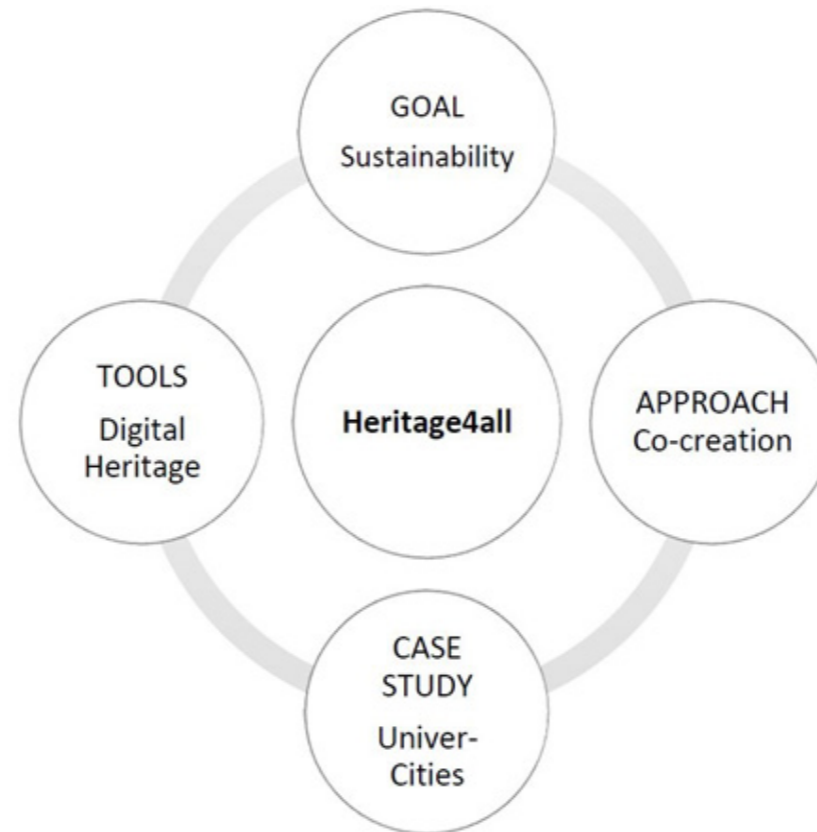 GOAL
Sustainability
TOOLS
Digital
Heritage
Heritage4all
APPROACH
Co-creation
CASE
STUDY
Univer-
Cities